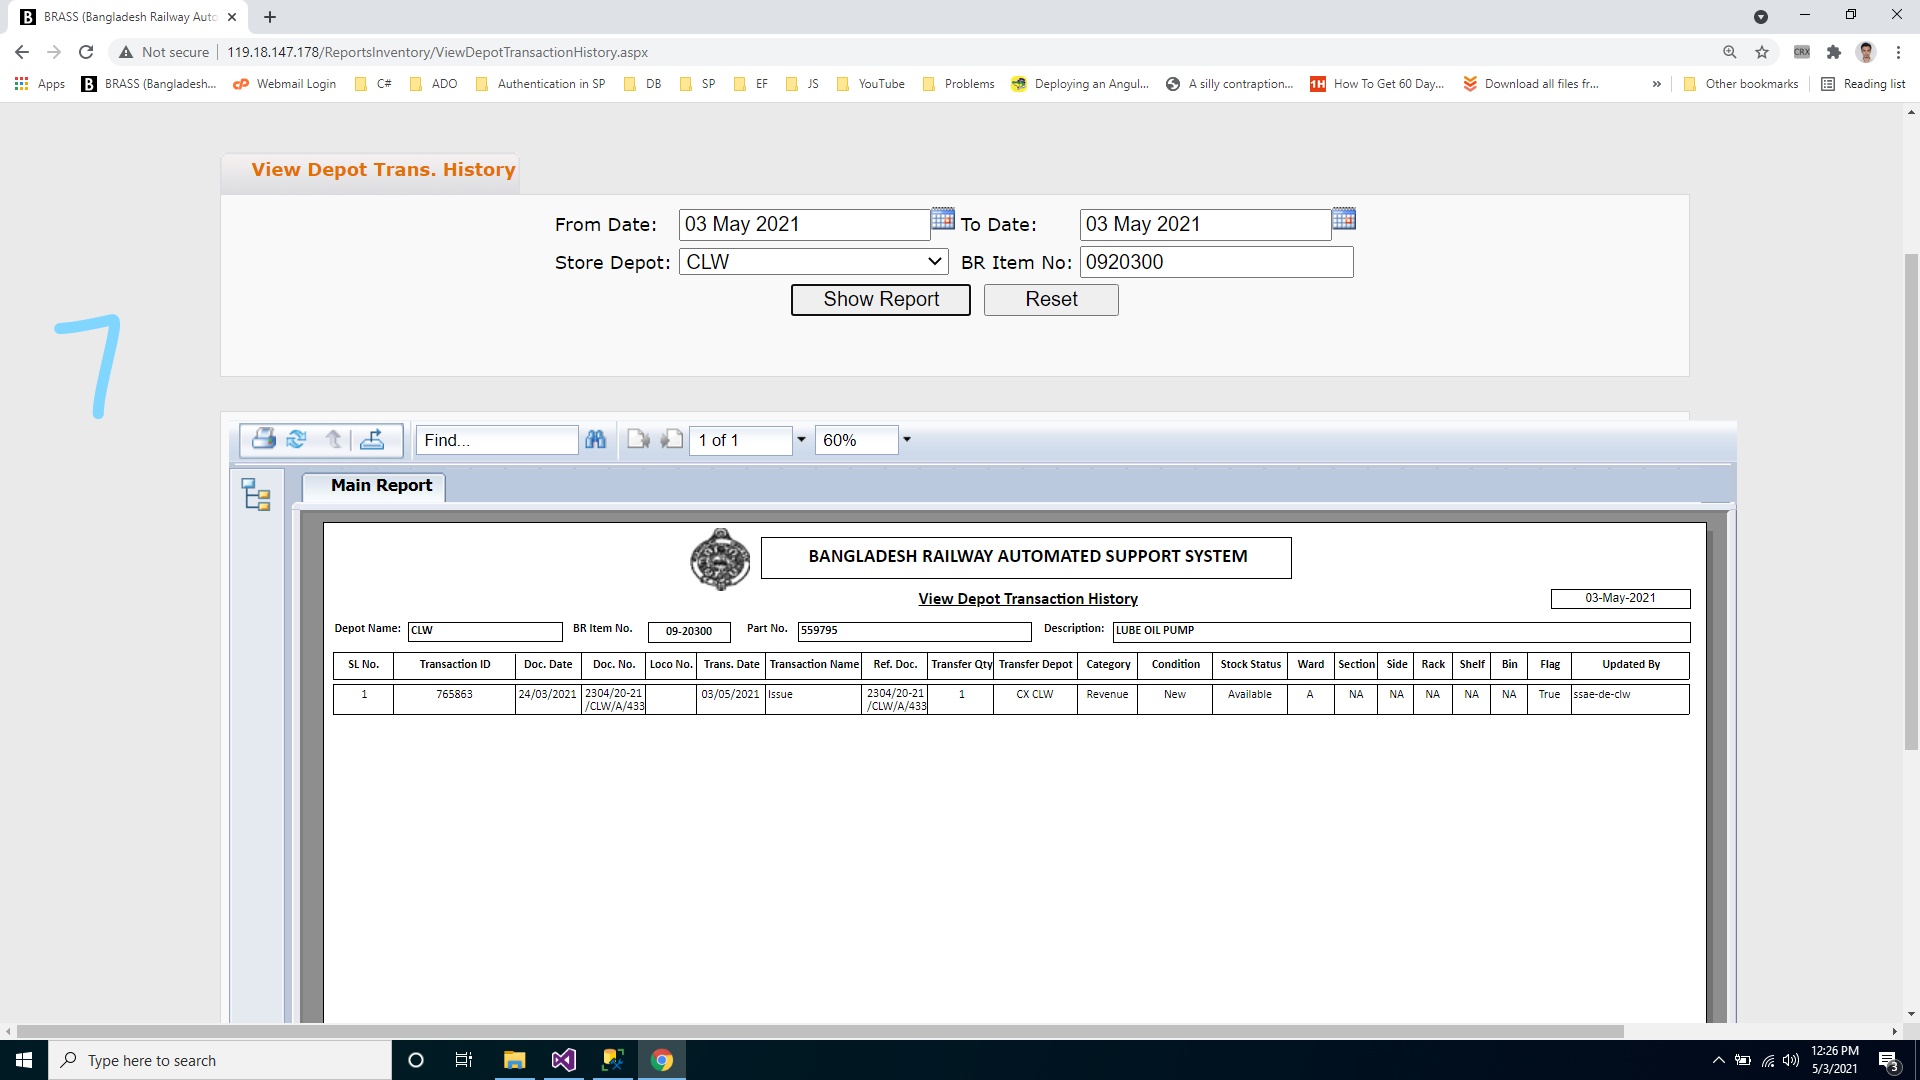 BRASS (Bangladesh Railway Auto
Not secure
119.18.147.178/ReportsInventory/ViewDepotTransactionHistory.aspx
CRX
Apps
BRASS (Bangladesh...
Webmail Login
C#
ADO
Authentication in SP
DB
SP
EF
JS
YouTube
Problems
Deploying an Angul...
A silly contraption...
1H
How To Get 60 Day...
Download all files fr...
»
Other bookmarks
Reading list
View Depot Trans. History
From Date: 03 May 2021 To Date: 03 May 2021
Store Depot: CLW BR Item No: 0920300
Show Report Reset
7
Find... 1 of 1 60%
Main Report
BANGLADESH RAILWAY AUTOMATED SUPPORT SYSTEM
View Depot Transaction History
03-May-2021
Depot Name: CLW BR Item No. 09-20300 Part No. 559795 Description: LUBE OIL PUMP
SL No. Transaction ID Doc. Date Doc. No. Loco No. Trans. Date Transaction Name Ref. Doc. Transfer Qty Transfer Depot Category Condition Stock Status Ward Section Side Rack Shelf Bin Flag Updated By
1 765863 24/03/2021 2304/20-21 03/05/2021 Issue 2304/20-21 1 CX CLW Revenue New Available A NA NA NA NA NA True ssae-de-clw
/CLW/A/433 /CLW/A/433
Type here to search
12:26 PM
5/3/2021
3